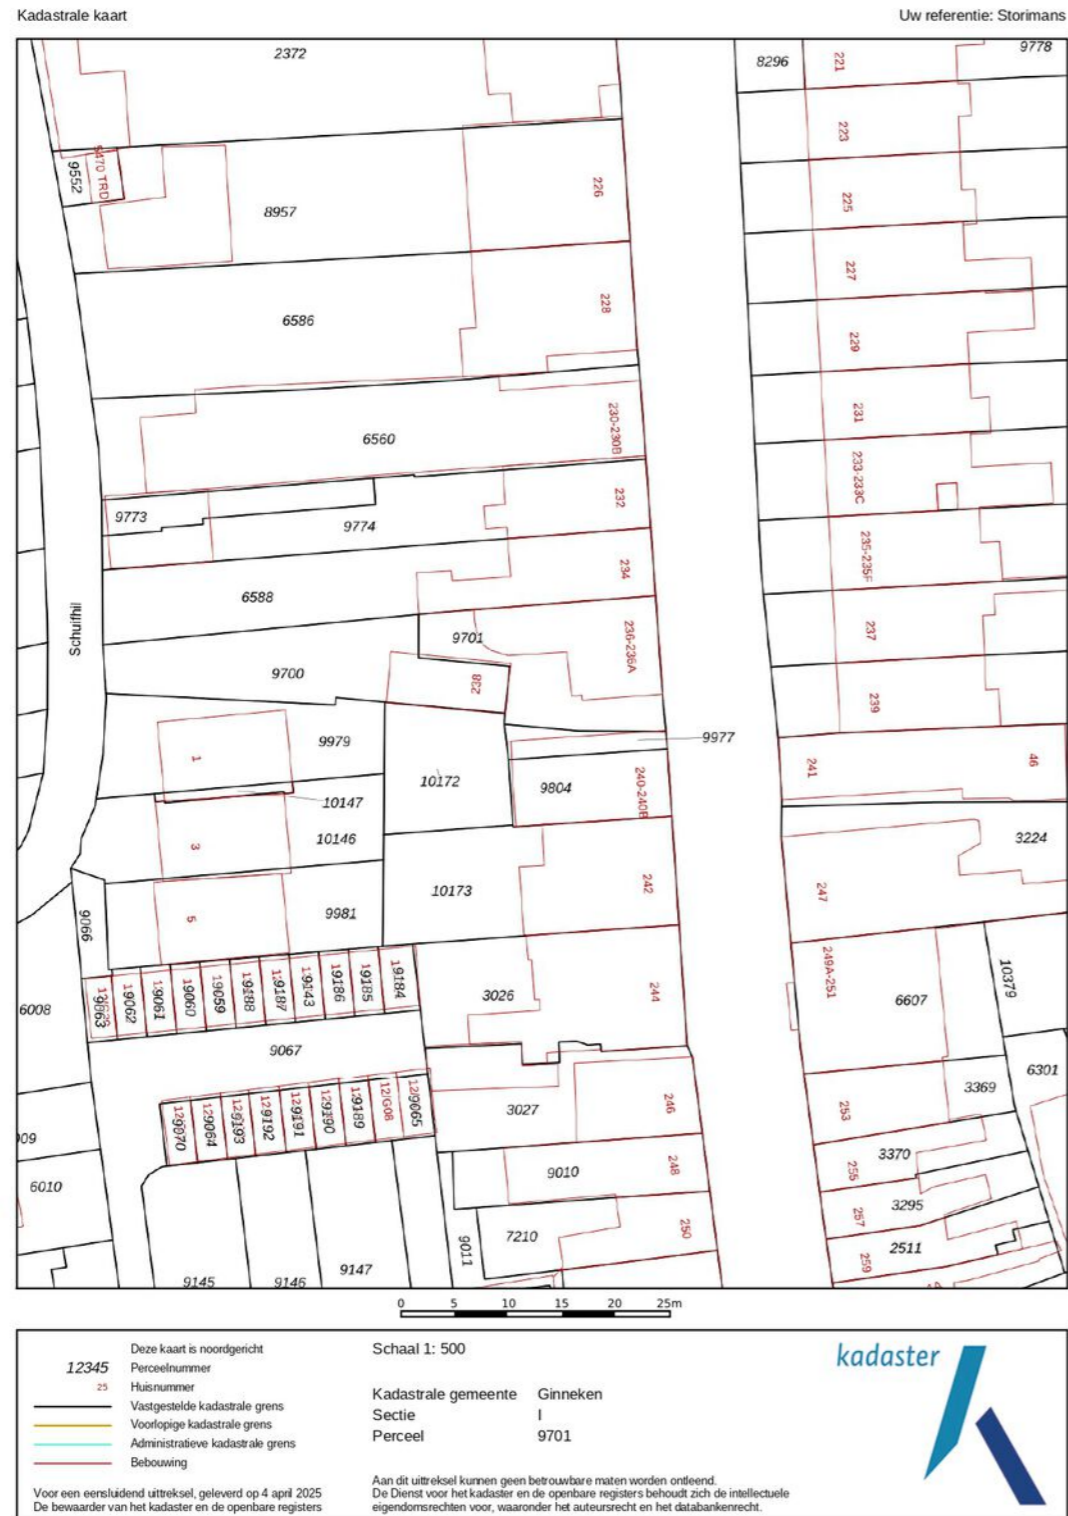 Kadastrale kaart
Uw referentie: Storimans
2372
8296
221
9778
223
9552
8957
226
225
227
6586
228
229
230-230B
231
6560
233-233C
9773
9774
232
235-235F
6588
234
Schuifhil
9701
236-236A
237
9700
238
239
9979
9977
1
10172
241
46
10147
9804
240-240B
10146
3
3224
10173
242
247
9981
5
9066
249A-251
10379
6008
19062
19060
19186
19185
19184
3026
244
6607
9067
6301
3369
3027
246
253
12/G08
6010
9010
248
3370
255
3295
257
7210
250
9011
2511
259
9145
9146
9147
0 5 10 15 20 25m
Deze kaart is noordgericht
12345 Perceelnummer
25 Huisnummer
Vastgestelde kadastrale grens
Voorlopige kadastrale grens
Administratieve kadastrale grens
Bebouwing
Voor een eensluidend uittreksel, geleverd op 4 april 2025
De bewaarder van het kadaster en de openbare registers
Schaal 1: 500
Kadastrale gemeente Ginneken
Sectie I
Perceel 9701
Aan dit uittreksel kunnen geen betrouwbare maten worden ontleend.
De Dienst voor het kadaster en de openbare registers behoudt zich de intellectuele
eigendomsrechten voor, waaronder het auteursrecht en het databankenrecht.
kadaster